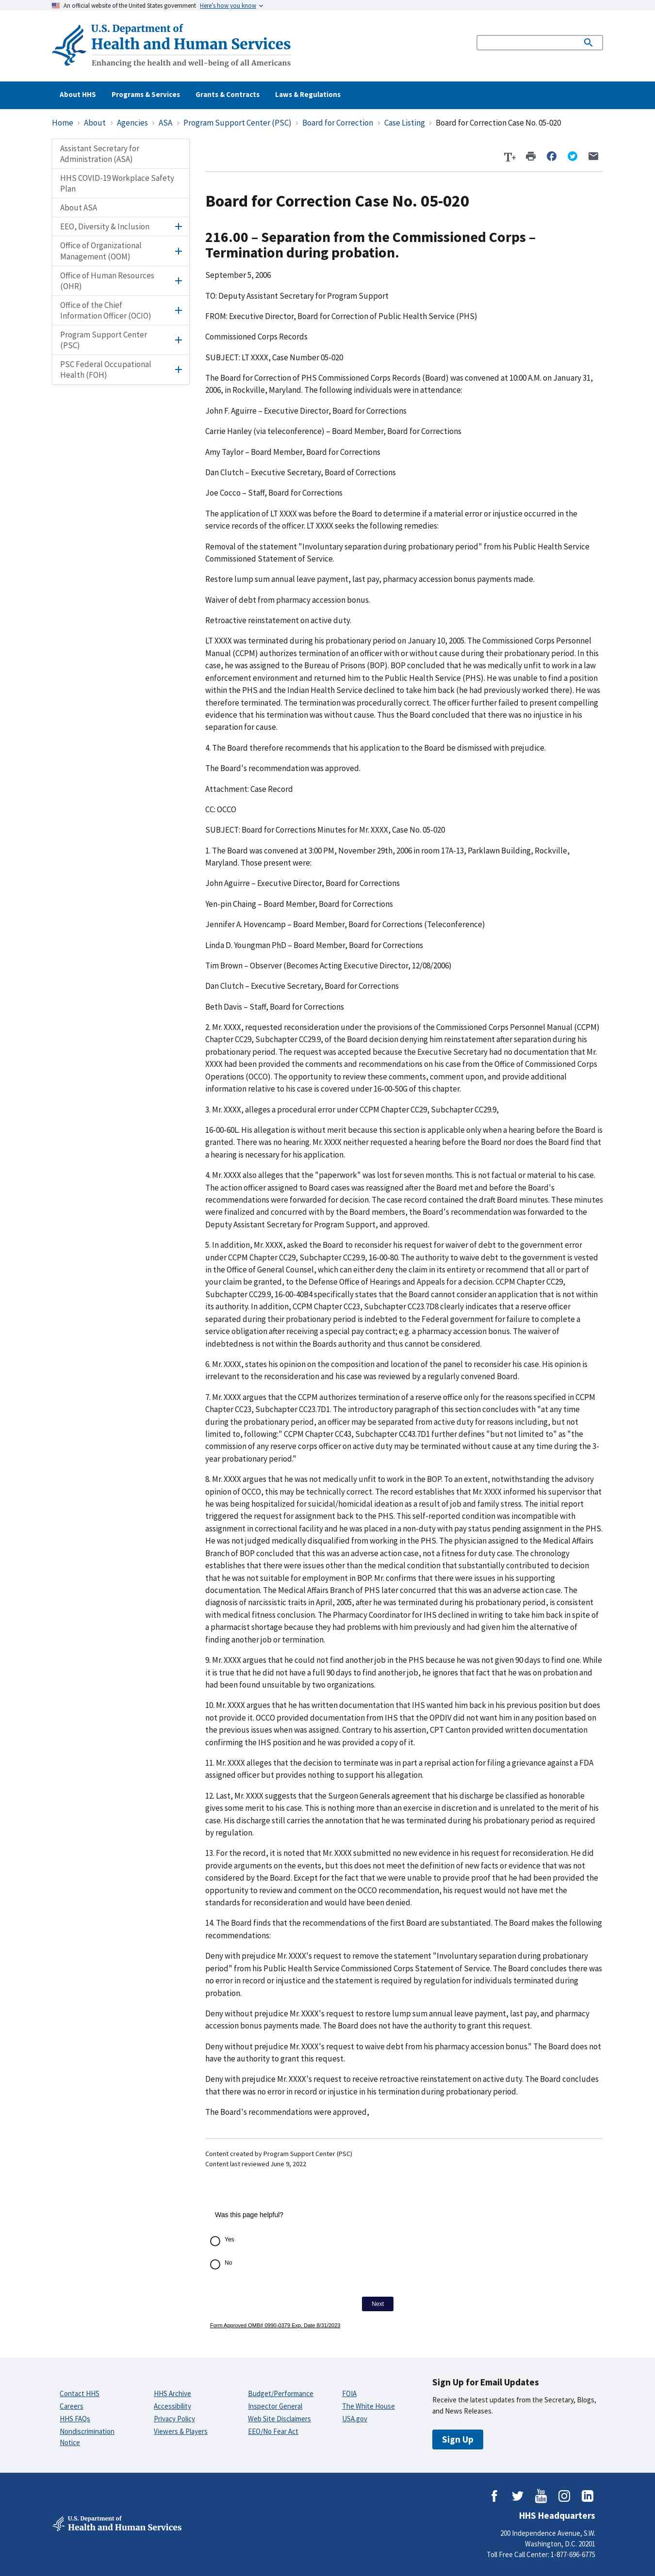 An official website of the United States government Here's how you know
U.S. Department of
Health and Human Services
Enhancing the health and well-being of all Americans
About HHS Programs & Services Grants & Contracts Laws & Regulations
Home › About › Agencies › ASA › Program Support Center (PSC) › Board for Correction › Case Listing › Board for Correction Case No. 05-020
Assistant Secretary for
Administration (ASA)
HHS COVID-19 Workplace Safety
Plan
About ASA
EEO, Diversity & Inclusion
Office of Organizational
Management (OOM)
Office of Human Resources
(OHR)
Office of the Chief
Information Officer (OCIO)
Program Support Center
(PSC)
PSC Federal Occupational
Health (FOH)
T+
Board for Correction Case No. 05-020
216.00 – Separation from the Commissioned Corps –
Termination during probation.
September 5, 2006
TO: Deputy Assistant Secretary for Program Support
FROM: Executive Director, Board for Correction of Public Health Service (PHS)
Commissioned Corps Records
SUBJECT: LT XXXX, Case Number 05-020
The Board for Correction of PHS Commissioned Corps Records (Board) was convened at 10:00 A.M. on January 31,
2006, in Rockville, Maryland. The following individuals were in attendance:
John F. Aguirre – Executive Director, Board for Corrections
Carrie Hanley (via teleconference) – Board Member, Board for Corrections
Amy Taylor – Board Member, Board for Corrections
Dan Clutch – Executive Secretary, Board of Corrections
Joe Cocco – Staff, Board for Corrections
The application of LT XXXX was before the Board to determine if a material error or injustice occurred in the
service records of the officer. LT XXXX seeks the following remedies:
Removal of the statement "Involuntary separation during probationary period" from his Public Health Service
Commissioned Statement of Service.
Restore lump sum annual leave payment, last pay, pharmacy accession bonus payments made.
Waiver of debt from pharmacy accession bonus.
Retroactive reinstatement on active duty.
LT XXXX was terminated during his probationary period on January 10, 2005. The Commissioned Corps Personnel
Manual (CCPM) authorizes termination of an officer with or without cause during their probationary period. In this
case, he was assigned to the Bureau of Prisons (BOP). BOP concluded that he was medically unfit to work in a law
enforcement environment and returned him to the Public Health Service (PHS). He was unable to find a position
within the PHS and the Indian Health Service declined to take him back (he had previously worked there). He was
therefore terminated. The termination was procedurally correct. The officer further failed to present compelling
evidence that his termination was without cause. Thus the Board concluded that there was no injustice in his
separation for cause.
4. The Board therefore recommends that his application to the Board be dismissed with prejudice.
The Board's recommendation was approved.
Attachment: Case Record
CC: OCCO
SUBJECT: Board for Corrections Minutes for Mr. XXXX, Case No. 05-020
1. The Board was convened at 3:00 PM, November 29th, 2006 in room 17A-13, Parklawn Building, Rockville,
Maryland. Those present were:
John Aguirre – Executive Director, Board for Corrections
Yen-pin Chaing – Board Member, Board for Corrections
Jennifer A. Hovencamp – Board Member, Board for Corrections (Teleconference)
Linda D. Youngman PhD – Board Member, Board for Corrections
Tim Brown – Observer (Becomes Acting Executive Director, 12/08/2006)
Dan Clutch – Executive Secretary, Board for Corrections
Beth Davis – Staff, Board for Corrections
2. Mr. XXXX, requested reconsideration under the provisions of the Commissioned Corps Personnel Manual (CCPM)
Chapter CC29, Subchapter CC29.9, of the Board decision denying him reinstatement after separation during his
probationary period. The request was accepted because the Executive Secretary had no documentation that Mr.
XXXX had been provided the comments and recommendations on his case from the Office of Commissioned Corps
Operations (OCCO). The opportunity to review these comments, comment upon, and provide additional
information relative to his case is covered under 16-00-50G of this chapter.
3. Mr. XXXX, alleges a procedural error under CCPM Chapter CC29, Subchapter CC29.9,
16-00-60L. His allegation is without merit because this section is applicable only when a hearing before the Board is
granted. There was no hearing. Mr. XXXX neither requested a hearing before the Board nor does the Board find that
a hearing is necessary for his application.
4. Mr. XXXX also alleges that the "paperwork" was lost for seven months. This is not factual or material to his case.
The action officer assigned to Board cases was reassigned after the Board met and before the Board's
recommendations were forwarded for decision. The case record contained the draft Board minutes. These minutes
were finalized and concurred with by the Board members, the Board's recommendation was forwarded to the
Deputy Assistant Secretary for Program Support, and approved.
5. In addition, Mr. XXXX, asked the Board to reconsider his request for waiver of debt to the government error
under CCPM Chapter CC29, Subchapter CC29.9, 16-00-80. The authority to waive debt to the government is vested
in the Office of General Counsel, which can either deny the claim in its entirety or recommend that all or part of
your claim be granted, to the Defense Office of Hearings and Appeals for a decision. CCPM Chapter CC29,
Subchapter CC29.9, 16-00-40B4 specifically states that the Board cannot consider an application that is not within
its authority. In addition, CCPM Chapter CC23, Subchapter CC23.7D8 clearly indicates that a reserve officer
separated during their probationary period is indebted to the Federal government for failure to complete a
service obligation after receiving a special pay contract; e.g. a pharmacy accession bonus. The waiver of
indebtedness is not within the Boards authority and thus cannot be considered.
6. Mr. XXXX, states his opinion on the composition and location of the panel to reconsider his case. His opinion is
irrelevant to the reconsideration and his case was reviewed by a regularly convened Board.
7. Mr. XXXX argues that the CCPM authorizes termination of a reserve office only for the reasons specified in CCPM
Chapter CC23, Subchapter CC23.7D1. The introductory paragraph of this section concludes with "at any time
during the probationary period, an officer may be separated from active duty for reasons including, but not
limited to, following:" CCPM Chapter CC43, Subchapter CC43.7D1 further defines "but not limited to" as "the
commission of any reserve corps officer on active duty may be terminated without cause at any time during the 3-
year probationary period."
8. Mr. XXXX argues that he was not medically unfit to work in the BOP. To an extent, notwithstanding the advisory
opinion of OCCO, this may be technically correct. The record establishes that Mr. XXXX informed his supervisor that
he was being hospitalized for suicidal/homicidal ideation as a result of job and family stress. The initial report
triggered the request for assignment back to the PHS. This self-reported condition was incompatible with
assignment in correctional facility and he was placed in a non-duty with pay status pending assignment in the PHS.
He was not judged medically disqualified from working in the PHS. The physician assigned to the Medical Affairs
Branch of BOP concluded that this was an adverse action case, not a fitness for duty case. The chronology
establishes that there were issues other than the medical condition that substantially contributed to decision
that he was not suitable for employment in BOP. Mr. confirms that there were issues in his supporting
documentation. The Medical Affairs Branch of PHS later concurred that this was an adverse action case. The
diagnosis of narcissistic traits in April, 2005, after he was terminated during his probationary period, is consistent
with medical fitness conclusion. The Pharmacy Coordinator for IHS declined in writing to take him back in spite of
a pharmacist shortage because they had problems with him previously and had given him the alternative of
finding another job or termination.
9. Mr. XXXX argues that he could not find another job in the PHS because he was not given 90 days to find one. While
it is true that he did not have a full 90 days to find another job, he ignores that fact that he was on probation and
had been found unsuitable by two organizations.
10. Mr. XXXX argues that he has written documentation that IHS wanted him back in his previous position but does
not provide it. OCCO provided documentation from IHS that the OPDIV did not want him in any position based on
the previous issues when was assigned. Contrary to his assertion, CPT Canton provided written documentation
confirming the IHS position and he was provided a copy of it.
11. Mr. XXXX alleges that the decision to terminate was in part a reprisal action for filing a grievance against a FDA
assigned officer but provides nothing to support his allegation.
12. Last, Mr. XXXX suggests that the Surgeon Generals agreement that his discharge be classified as honorable
gives some merit to his case. This is nothing more than an exercise in discretion and is unrelated to the merit of his
case. His discharge still carries the annotation that he was terminated during his probationary period as required
by regulation.
13. For the record, it is noted that Mr. XXXX submitted no new evidence in his request for reconsideration. He did
provide arguments on the events, but this does not meet the definition of new facts or evidence that was not
considered by the Board. Except for the fact that we were unable to provide proof that he had been provided the
opportunity to review and comment on the OCCO recommendation, his request would not have met the
standards for reconsideration and would have been denied.
14. The Board finds that the recommendations of the first Board are substantiated. The Board makes the following
recommendations:
Deny with prejudice Mr. XXXX's request to remove the statement "Involuntary separation during probationary
period" from his Public Health Service Commissioned Corps Statement of Service. The Board concludes there was
no error in record or injustice and the statement is required by regulation for individuals terminated during
probation.
Deny without prejudice Mr. XXXX's request to restore lump sum annual leave payment, last pay, and pharmacy
accession bonus payments made. The Board does not have the authority to grant this request.
Deny without prejudice Mr. XXXX's request to waive debt from his pharmacy accession bonus." The Board does not
have the authority to grant this request.
Deny with prejudice Mr. XXXX's request to receive retroactive reinstatement on active duty. The Board concludes
that there was no error in record or injustice in his termination during probationary period.
The Board's recommendations were approved,
Content created by Program Support Center (PSC)
Content last reviewed June 9, 2022
Was this page helpful?
Yes
No
Next
Form Approved OMB# 0990-0379 Exp. Date 8/31/2023
Contact HHS
Careers
HHS FAQs
Nondiscrimination
Notice
HHS Archive
Accessibility
Privacy Policy
Viewers & Players
Budget/Performance
Inspector General
Web Site Disclaimers
EEO/No Fear Act
FOIA
The White House
USA.gov
Sign Up for Email Updates
Receive the latest updates from the Secretary, Blogs,
and News Releases.
Sign Up
U.S. Department of
Health and Human Services
HHS Headquarters
200 Independence Avenue, S.W.
Washington, D.C. 20201
Toll Free Call Center: 1-877-696-6775